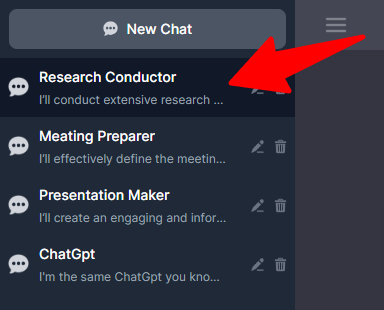 New Chat
Research Conductor
I'll conduct extensive research ...
Meating Preparer
I'll effectively define the meetin...
Presentation Maker
I'll create an engaging and infor...
ChatGpt
I'm the same ChatGpt you kno...